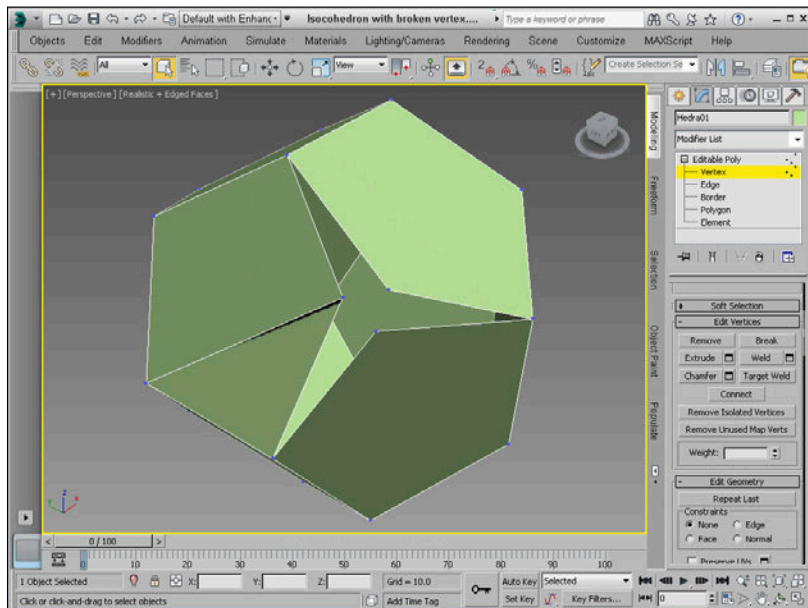 Default with Enhanc
Isocohedron with broken vertex....
Type a keyword or phrase
Objects Edit Modifiers Animation Simulate Materials Lighting/Cameras Rendering Scene Customize MAXScript Help
All View 2 % Create Selection Se
[+] [Perspective] [Realistic + Edged Faces]
Modeling
Freeform
Selection
Object Paint
Populate
Hedra01
Modifier List
Editable Poly
Vertex
Edge
Border
Polygon
Element
+ Soft Selection
- Edit Vertices
Remove Break
Extrude Weld
Chamfer Target Weld
Connect
Remove Isolated Vertices
Remove Unused Map Verts
Weight:
- Edit Geometry
Repeat Last
Constraints
None Edge
Face Normal
Preserve UVs
z
< 0 / 100 >
0 10 20 30 40 50 60 70 80 90 100
1 Object Selected X: Y: Z: Grid = 10.0 Auto Key Selected
Click or click-and-drag to select objects Add Time Tag Set Key Key Filters... 0